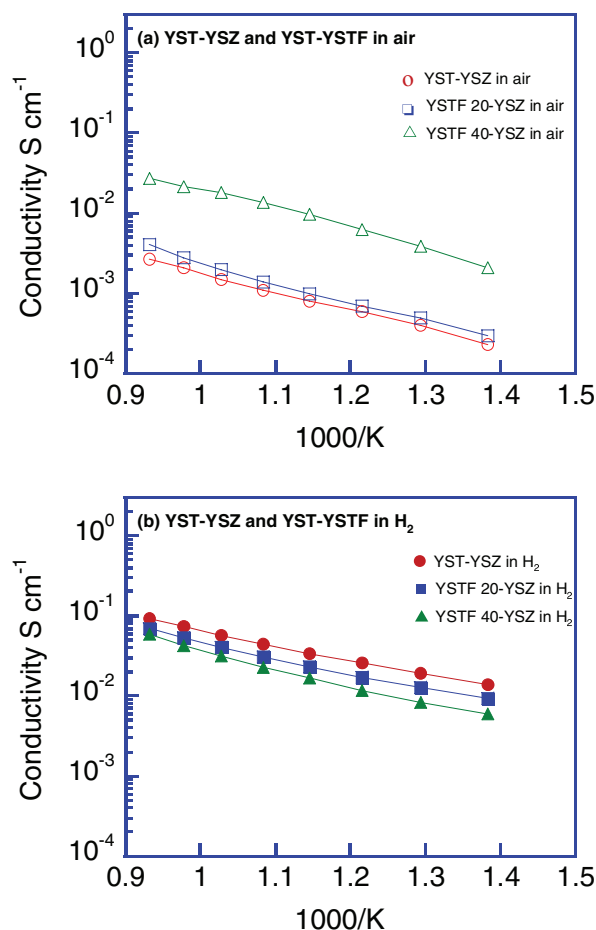 (a) YST-YSZ and YST-YSTF in air
YST-YSZ in air
YSTF 20-YSZ in air
YSTF 40-YSZ in air
10⁰
10⁻¹
10⁻²
10⁻³
10⁻⁴
Conductivity S cm⁻¹
0.9 1 1.1 1.2 1.3 1.4 1.5
1000/K
(b) YST-YSZ and YST-YSTF in H₂
YST-YSZ in H₂
YSTF 20-YSZ in H₂
YSTF 40-YSZ in H₂
10⁰
10⁻¹
10⁻²
10⁻³
10⁻⁴
Conductivity S cm⁻¹
0.9 1 1.1 1.2 1.3 1.4 1.5
1000/K